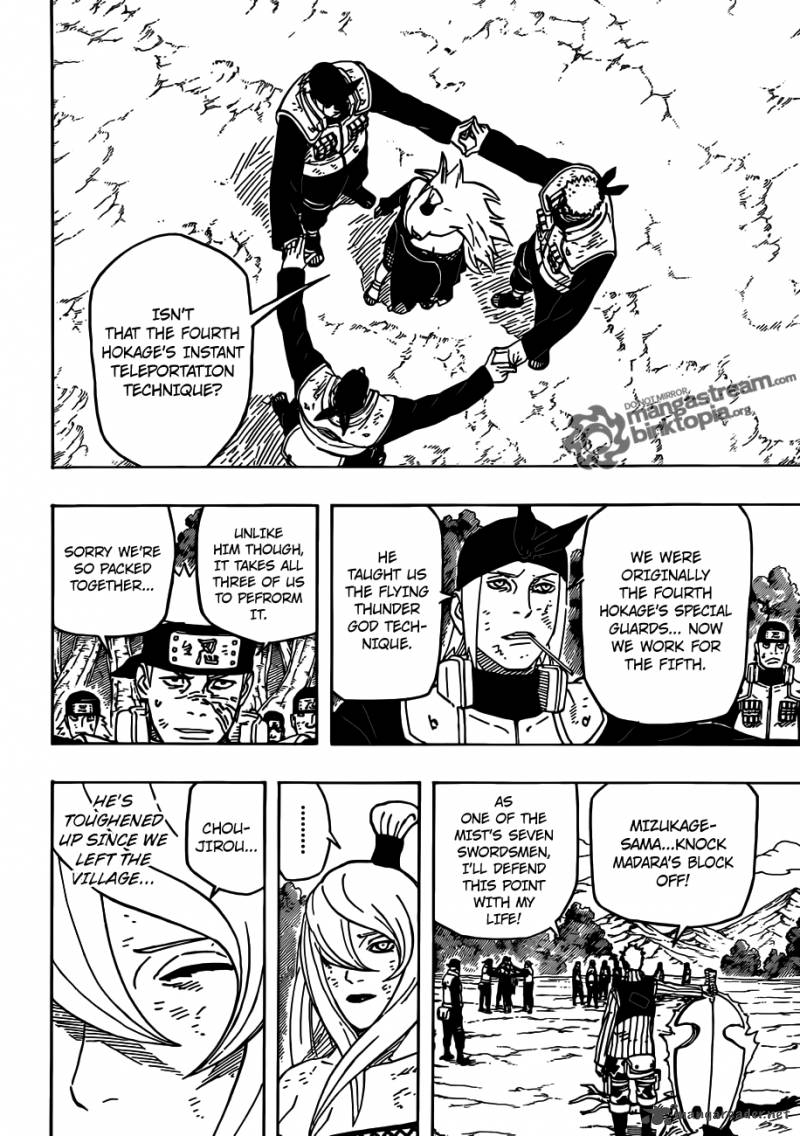 ISN'T
THAT THE FOURTH
HOKAGE'S INSTANT
TELEPORTATION
TECHNIQUE?
DO NOT MIRROR
mangastream.com
binktopia.org
WE WERE
ORIGINALLY
THE FOURTH
HOKAGE'S SPECIAL
GUARDS... NOW
WE WORK FOR
THE FIFTH.
HE
TAUGHT US
THE FLYING
THUNDER
GOD TECH-
NIQUE.
UNLIKE
HIM THOUGH,
IT TAKES ALL
THREE OF US
TO PEFRORM
IT.
SORRY WE'RE
SO PACKED
TOGETHER...
忍
MIZUKAGE-
SAMA...KNOCK
MADARA'S BLOCK
OFF!
AS
ONE OF THE
MIST'S SEVEN
SWORDSMEN,
I'LL DEFEND
THIS POINT
WITH MY
LIFE!
.........
CHOU-
JIROU...
HE'S
TOUGHENED
UP SINCE WE
LEFT THE
VILLAGE...
mangareader.net